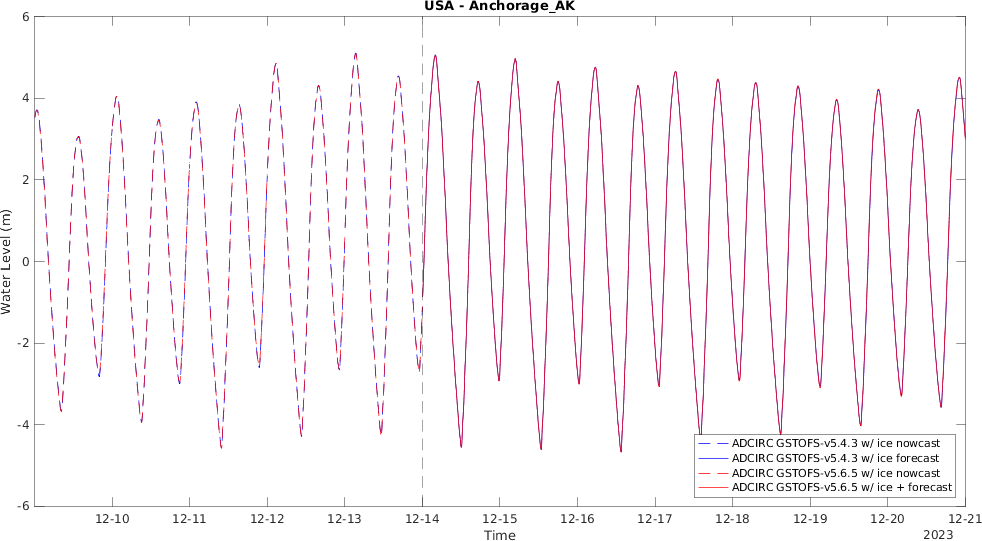 USA - Anchorage_AK
6
4
2
0
-2
-4
-6
Water Level (m)
ADCIRC GSTOFS-v5.4.3 w/ ice nowcast
ADCIRC GSTOFS-v5.4.3 w/ ice forecast
ADCIRC GSTOFS-v5.6.5 w/ ice nowcast
ADCIRC GSTOFS-v5.6.5 w/ ice + forecast
12-10 12-11 12-12 12-13 12-14 12-15 12-16 12-17 12-18 12-19 12-20 12-21
Time 2023